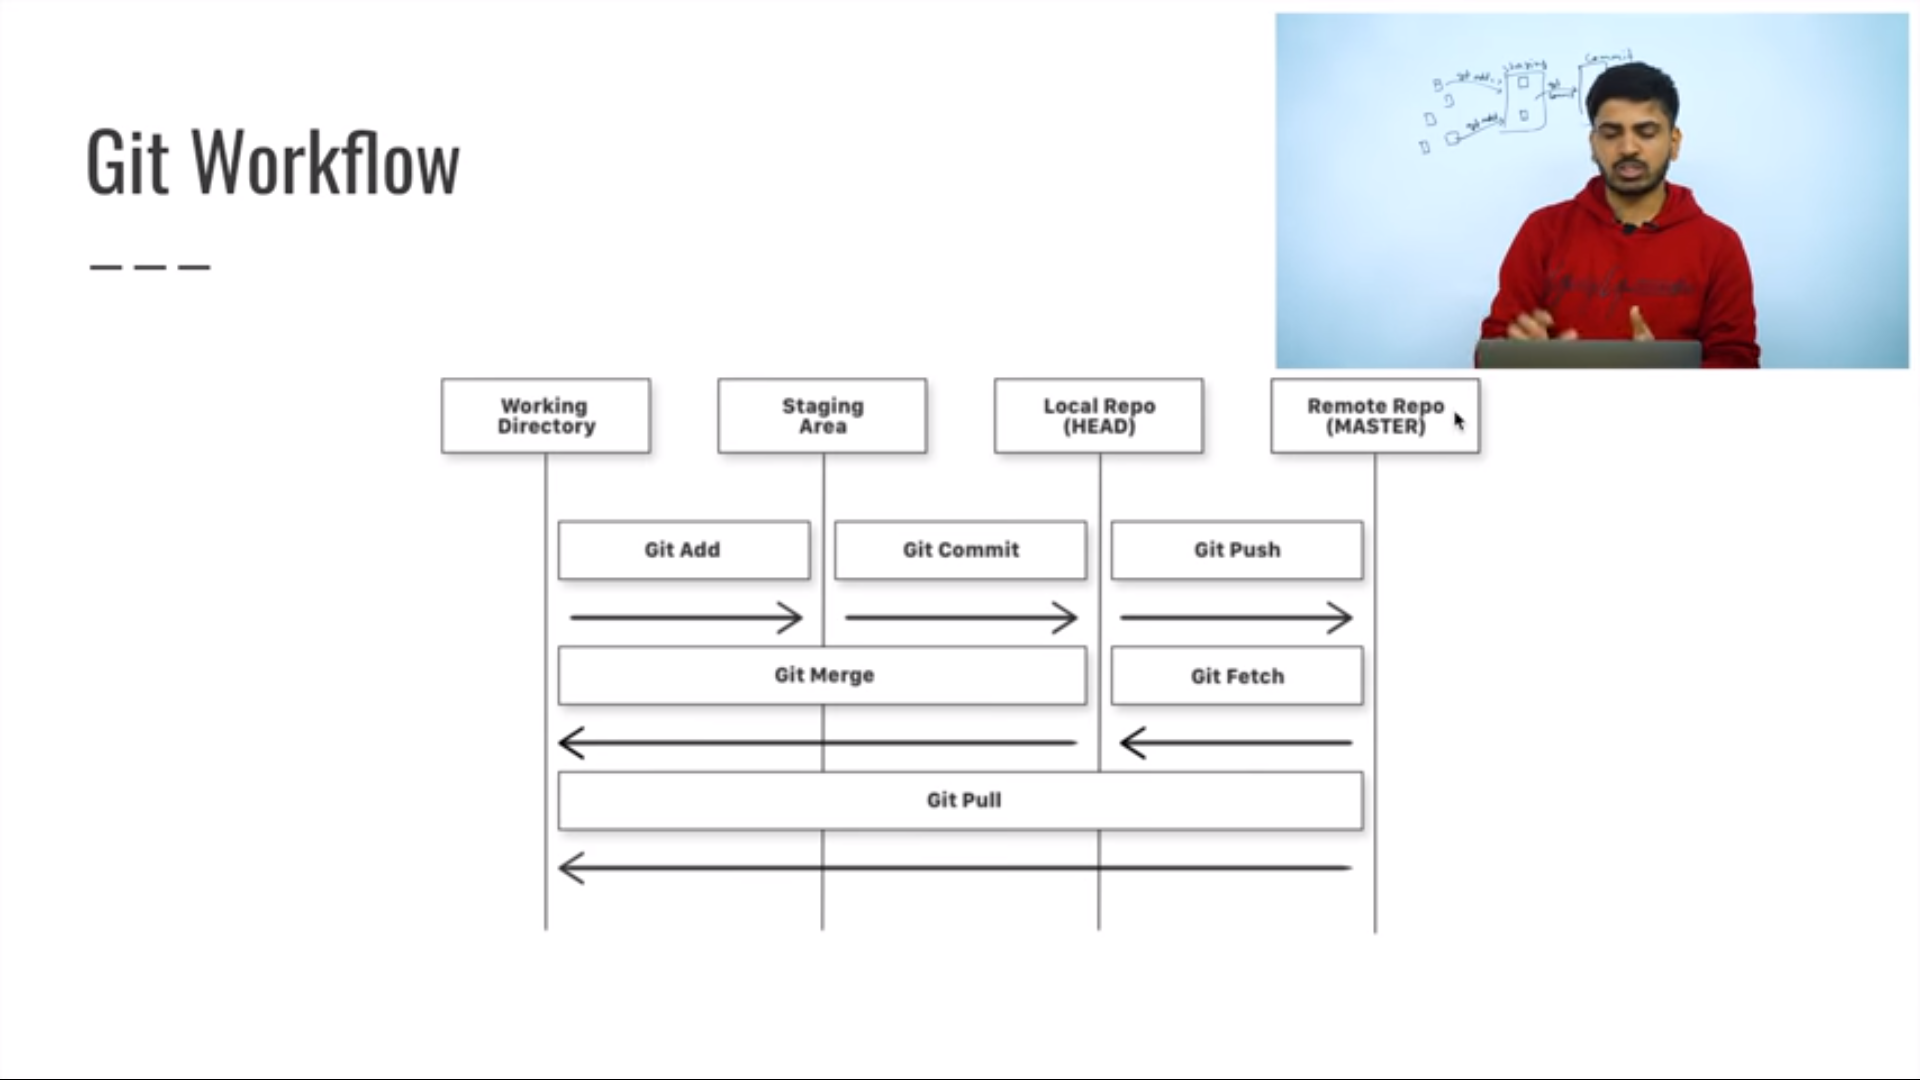 Git Workflow
Commit
Working
Directory
Staging
Area
Local Repo
(HEAD)
Remote Repo
(MASTER)
Git Add
Git Commit
Git Push
Git Merge
Git Fetch
Git Pull